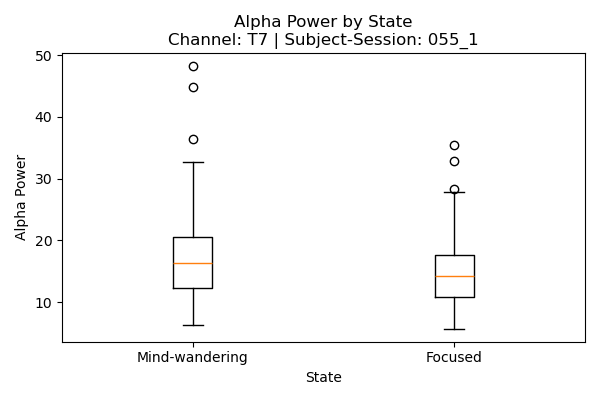 Alpha Power by State
Channel: T7 | Subject-Session: 055_1
Alpha Power
50
40
30
20
10
Mind-wandering
Focused
State